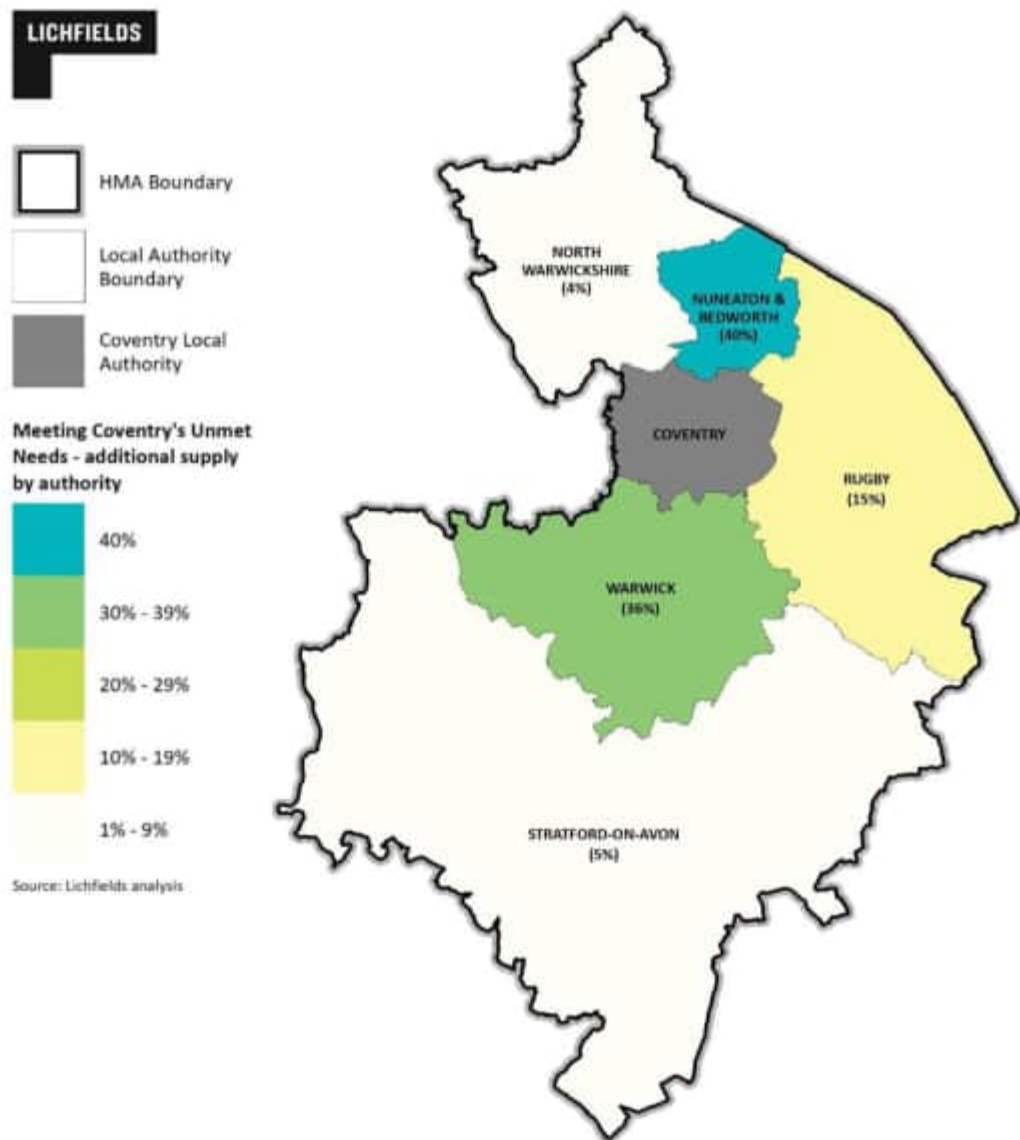 LICHFIELDS
HMA Boundary
Local Authority
Boundary
Coventry Local
Authority
Meeting Coventry's Unmet
Needs - additional supply
by authority
40%
30% - 39%
20% - 29%
10% - 19%
1% - 9%
Source: Lichfields analysis
NORTH
WARWICKSHIRE
(4%)
NUNEATON &
BEDWORTH
(40%)
COVENTRY
RUGBY
(15%)
WARWICK
(36%)
STRATFORD-ON-AVON
(5%)